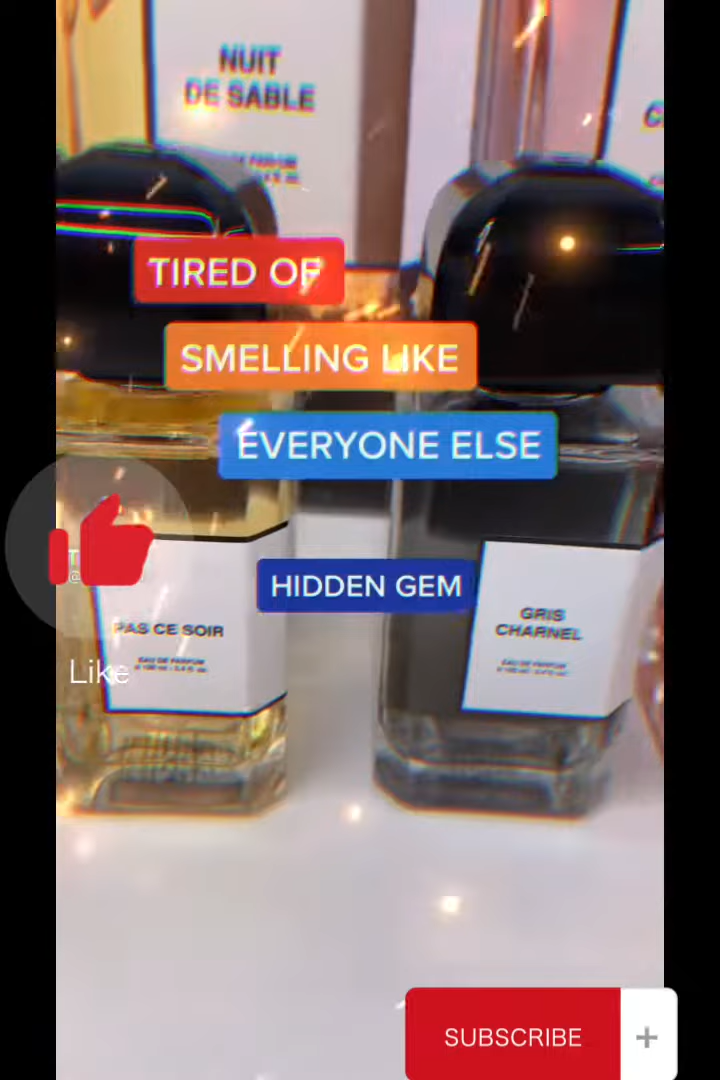 NUIT
DE SABLE
C
TIRED OF
SMELLING LIKE
EVERYONE ELSE
T
@
HIDDEN GEM
PAS CE SOIR
EAU DE PARFUM
GRIS
CHARNEL
EAU DE PARFUM
Like
SUBSCRIBE +